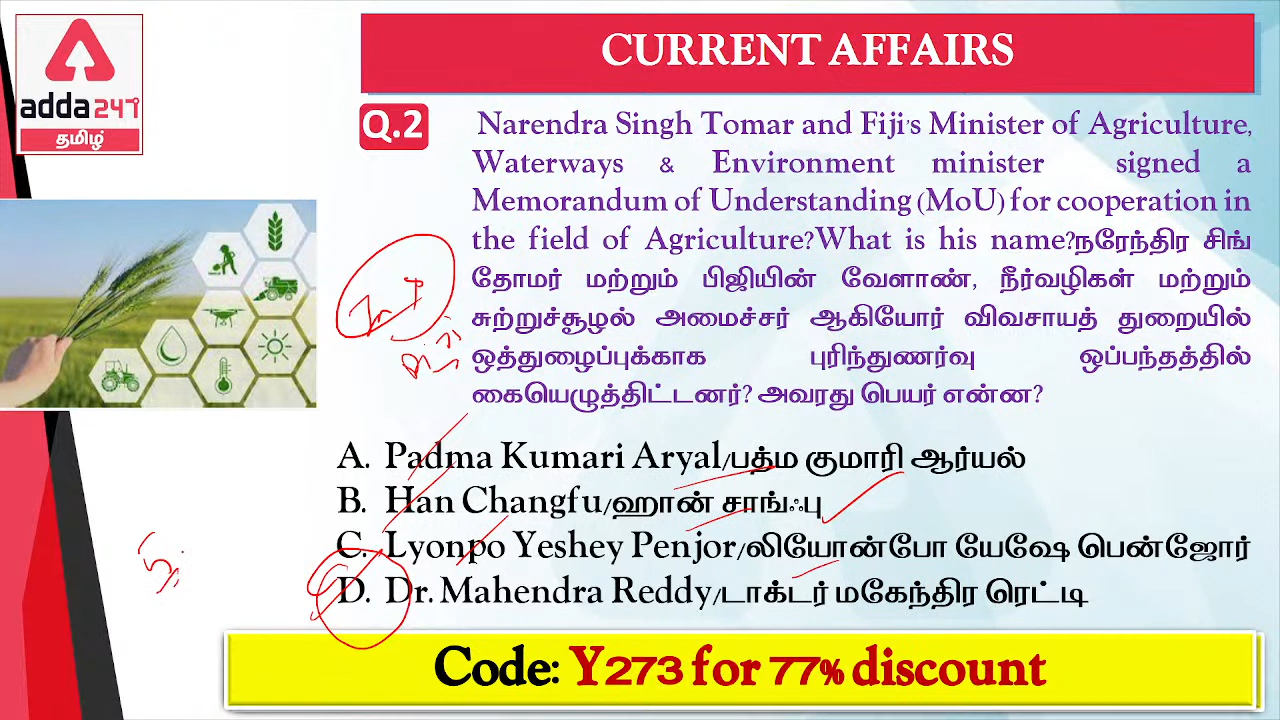 adda247
தமிழ்
CURRENT AFFAIRS
Q.2
Narendra Singh Tomar and Fiji's Minister of Agriculture,
Waterways & Environment minister signed a
Memorandum of Understanding (MoU) for cooperation in
the field of Agriculture?What is his name?நரேந்திர சிங்
தோமர் மற்றும் பிஜியின் வேளாண், நீர்வழிகள் மற்றும்
சுற்றுச்சூழல் அமைச்சர் ஆகியோர் விவசாயத் துறையில்
ஒத்துழைப்புக்காக புரிந்துணர்வு ஒப்பந்தத்தில்
கையெழுத்திட்டனர்? அவரது பெயர் என்ன?
A. Padma Kumari Aryal/பத்ம குமாரி ஆர்யல்
B. Han Changfu/ஹான் சாங்ஃபு
C. Lyonpo Yeshey Penjor/லியோன்போ யேஷே பென்ஜோர்
D. Dr. Mahendra Reddy/டாக்டர் மகேந்திர ரெட்டி
Code: Y273 for 77% discount